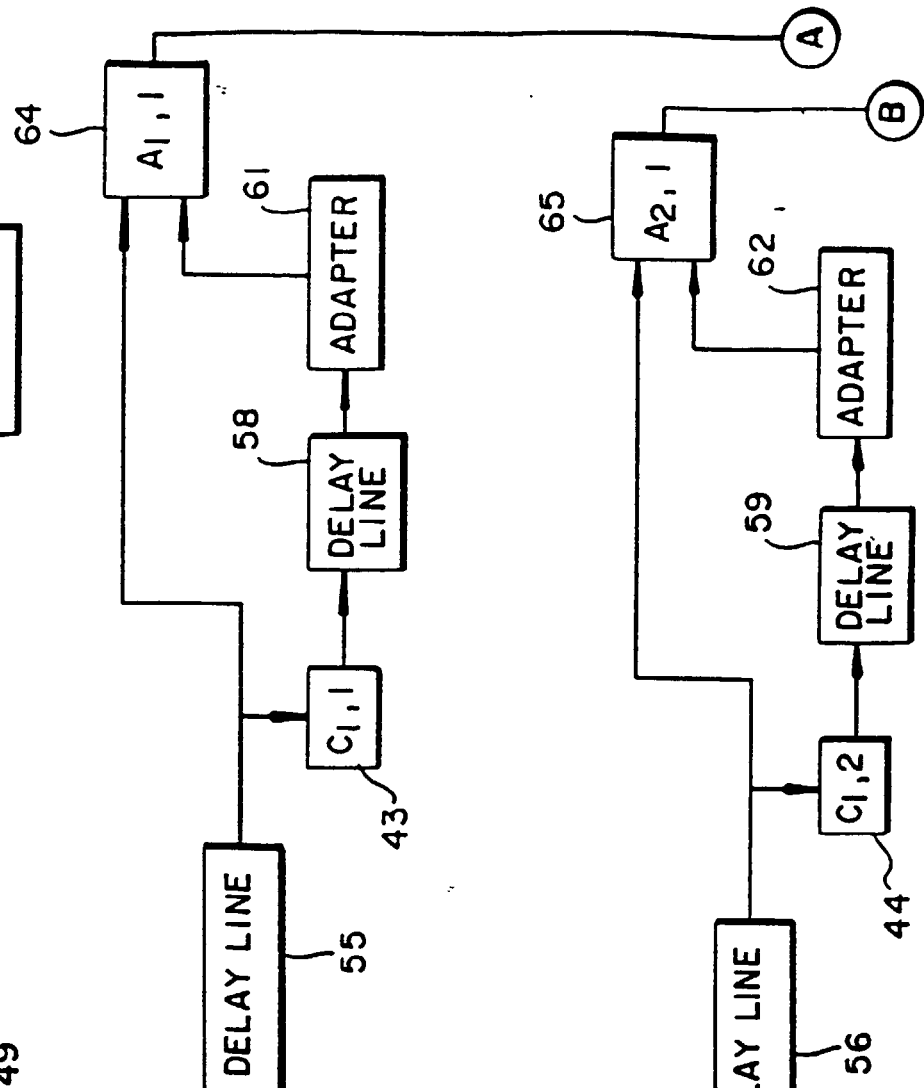 64
A1, 1
A
61
ADAPTER
58
DELAY
LINE
C1, 1
43
DELAY LINE
55
49
65
A2, 1
B
62
ADAPTER
59
DELAY
LINE
C1, 2
44
AY LINE
56